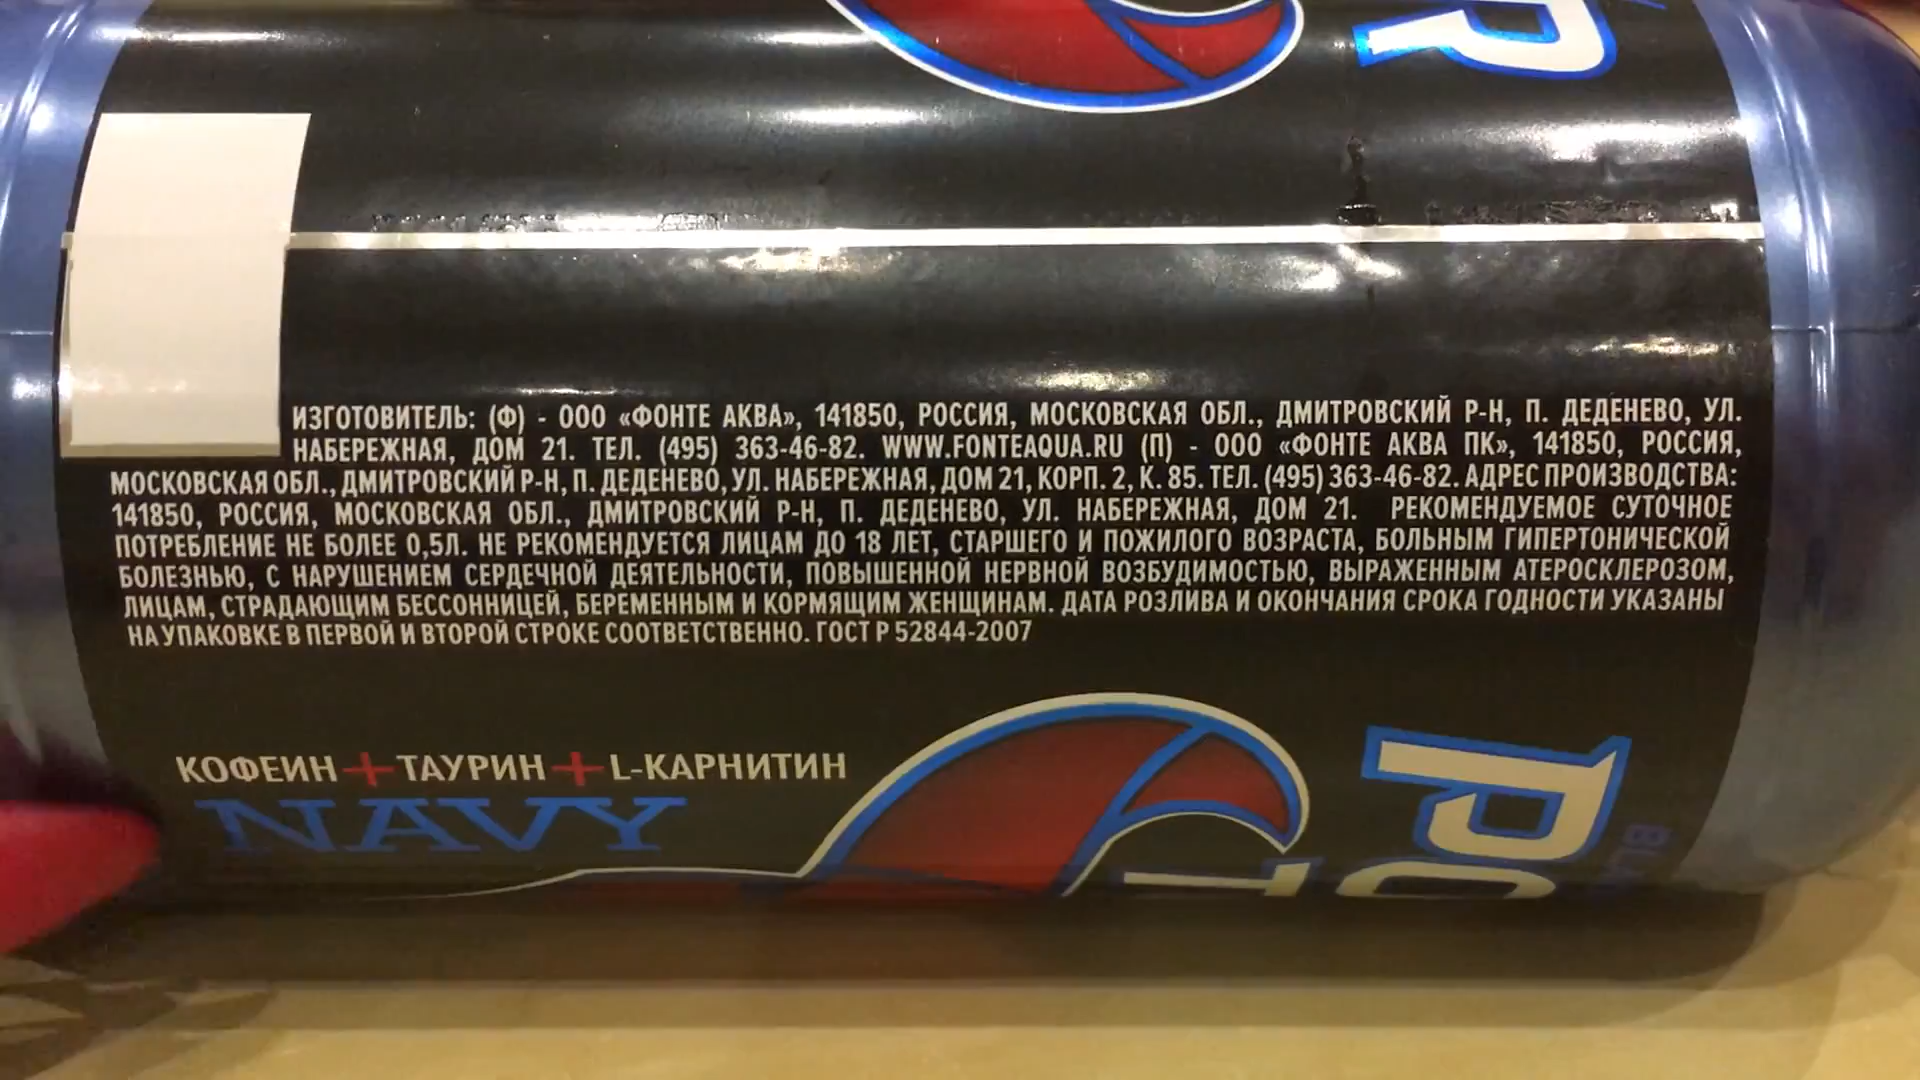 R
ИЗГОТОВИТЕЛЬ: (Ф) - ООО «ФОНТЕ АКВА», 141850, РОССИЯ, МОСКОВСКАЯ ОБЛ., ДМИТРОВСКИЙ Р-Н, П. ДЕДЕНЕВО, УЛ.
НАБЕРЕЖНАЯ, ДОМ 21. ТЕЛ. (495) 363-46-82. WWW.FONTEAQUA.RU (П) - ООО «ФОНТЕ АКВА ПК», 141850, РОССИЯ,
МОСКОВСКАЯ ОБЛ., ДМИТРОВСКИЙ Р-Н, П. ДЕДЕНЕВО, УЛ. НАБЕРЕЖНАЯ, ДОМ 21, КОРП. 2, К. 85. ТЕЛ. (495) 363-46-82. АДРЕС ПРОИЗВОДСТВА:
141850, РОССИЯ, МОСКОВСКАЯ ОБЛ., ДМИТРОВСКИЙ Р-Н, П. ДЕДЕНЕВО, УЛ. НАБЕРЕЖНАЯ, ДОМ 21. РЕКОМЕНДУЕМОЕ СУТОЧНОЕ
ПОТРЕБЛЕНИЕ НЕ БОЛЕЕ 0,5Л. НЕ РЕКОМЕНДУЕТСЯ ЛИЦАМ ДО 18 ЛЕТ, СТАРШЕГО И ПОЖИЛОГО ВОЗРАСТА, БОЛЬНЫМ ГИПЕРТОНИЧЕСКОЙ
БОЛЕЗНЬЮ, С НАРУШЕНИЕМ СЕРДЕЧНОЙ ДЕЯТЕЛЬНОСТИ, ПОВЫШЕННОЙ НЕРВНОЙ ВОЗБУДИМОСТЬЮ, ВЫРАЖЕННЫМ АТЕРОСКЛЕРОЗОМ,
ЛИЦАМ, СТРАДАЮЩИМ БЕССОННИЦЕЙ, БЕРЕМЕННЫМ И КОРМЯЩИМ ЖЕНЩИНАМ. ДАТА РОЗЛИВА И ОКОНЧАНИЯ СРОКА ГОДНОСТИ УКАЗАНЫ
НА УПАКОВКЕ В ПЕРВОЙ И ВТОРОЙ СТРОКЕ СООТВЕТСТВЕННО. ГОСТ Р 52844-2007
КОФЕИН+ТАУРИН+L-КАРНИТИН
NAVY